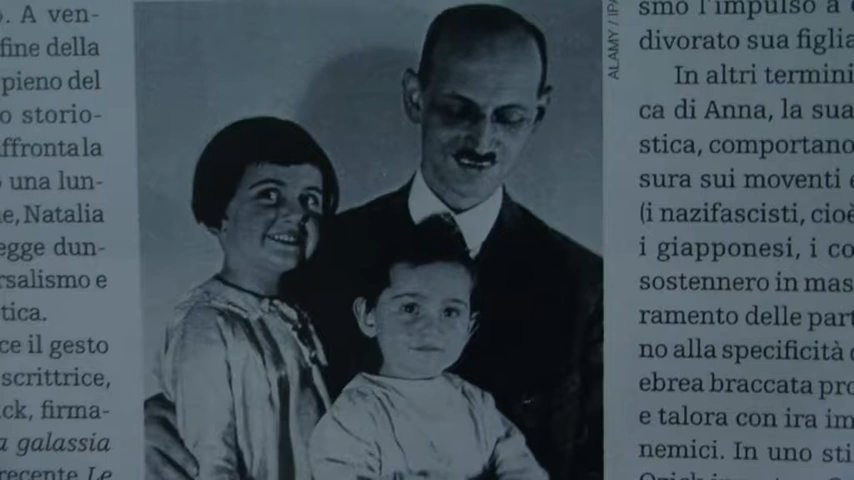 . A ven-
fine della
pieno del
o storio-
affronta la
una lun-
e, Natalia
egge dun-
rsalismo e
tica.
ce il gesto
scrittrice,
ck, firma-
a galassia
recente Le
ALAMY / IPA
smo l'impulso a
divorato sua figlia
In altri termini
ca di Anna, la sua
stica, comportano
sura sui moventi e
(i nazifascisti, cioè
i giapponesi, i co
sostennero in mas
ramento delle part
no alla specificità
ebrea braccata pro
e talora con ira im
nemici. In uno sti